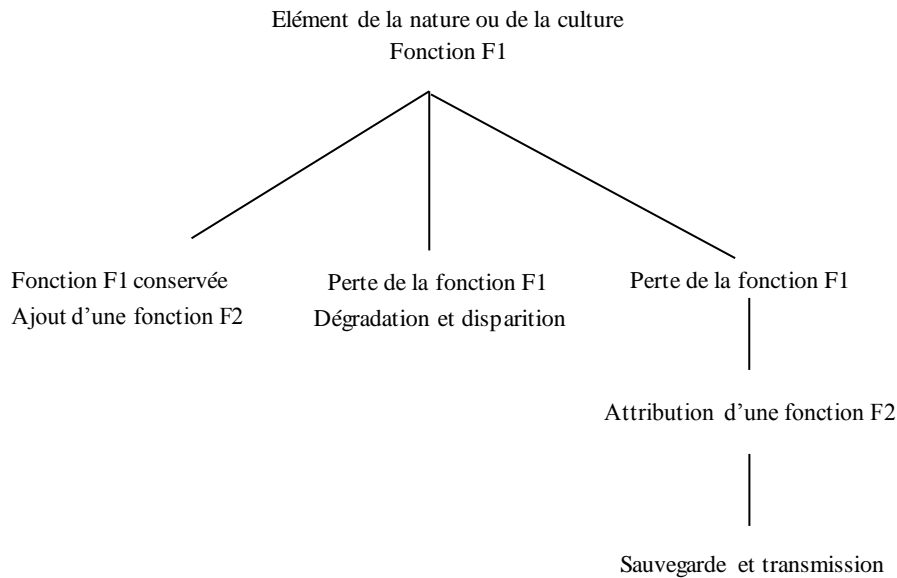 Elément de la nature ou de la culture
Fonction F1
Fonction F1 conservée
Ajout d’une fonction F2
Perte de la fonction F1
Dégradation et disparition
Perte de la fonction F1
Attribution d’une fonction F2
Sauvegarde et transmission